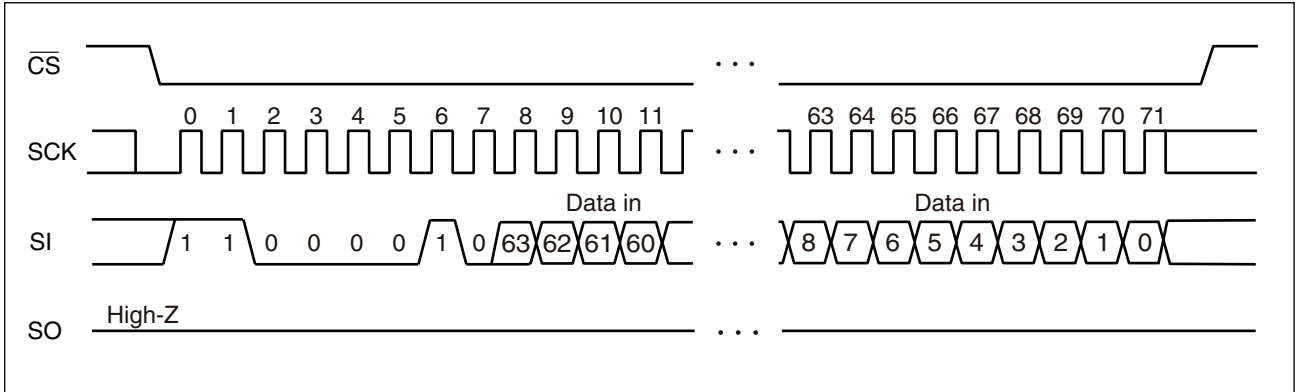 CS
0 1 2 3 4 5 6 7 8 9 10 11 63 64 65 66 67 68 69 70 71
SCK
Data in Data in
SI 1 1 0 0 0 0 1 0 63 62 61 60 8 7 6 5 4 3 2 1 0
High-Z
SO